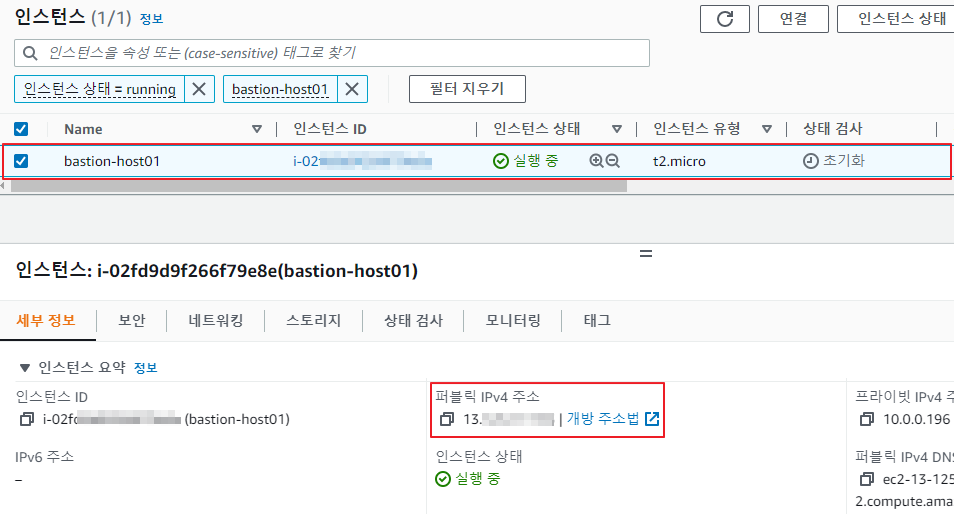 인스턴스 (1/1) 정보
연결
인스턴스 상태
인스턴스을 속성 또는 (case-sensitive) 태그로 찾기
인스턴스 상태 = running
bastion-host01
필터 지우기
Name
인스턴스 ID
인스턴스 상태
인스턴스 유형
상태 검사
bastion-host01
i-02
실행 중
t2.micro
초기화
인스턴스: i-02fd9d9f266f79e8e(bastion-host01)
세부 정보
보안
네트워킹
스토리지
상태 검사
모니터링
태그
▼ 인스턴스 요약 정보
인스턴스 ID
퍼블릭 IPv4 주소
프라이빗 IPv4 주
i-02fd (bastion-host01)
13. | 개방 주소법
10.0.0.196
IPv6 주소
인스턴스 상태
퍼블릭 IPv4 DNS
–
실행 중
ec2-13-125
2.compute.ama